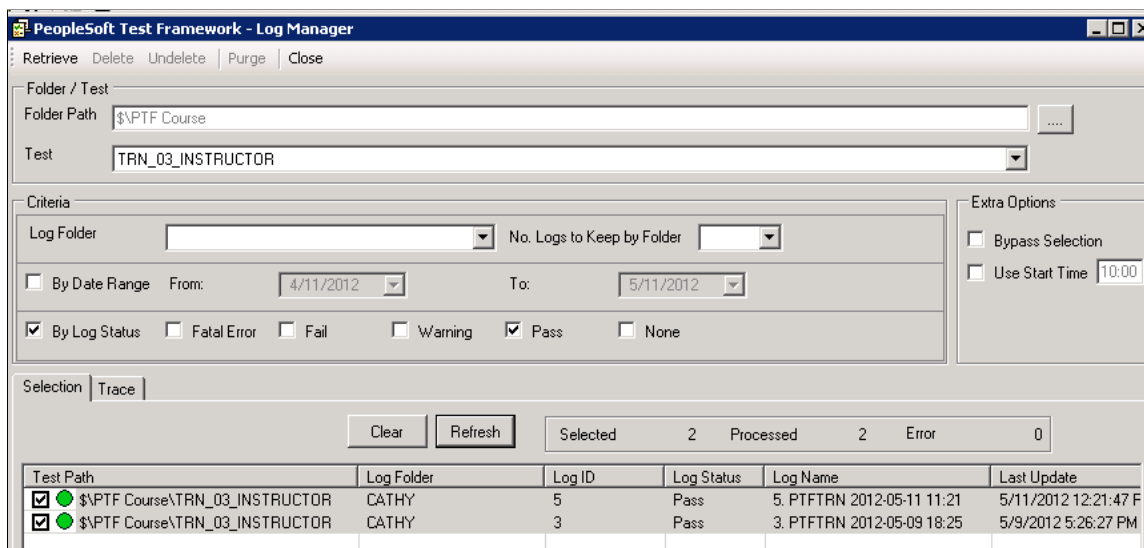 PeopleSoft Test Framework - Log Manager
Retrieve Delete Undelete Purge Close
Folder / Test
Folder Path $\PTF Course ....
Test TRN_03_INSTRUCTOR
Criteria Extra Options
Log Folder No. Logs to Keep by Folder Bypass Selection
By Date Range From: 4/11/2012 To: 5/11/2012 Use Start Time 10:00
By Log Status Fatal Error Fail Warning Pass None
Selection Trace
Clear Refresh Selected 2 Processed 2 Error 0
Test Path Log Folder Log ID Log Status Log Name Last Update
$\PTF Course\TRN_03_INSTRUCTOR CATHY 5 Pass 5. PTFTRN 2012-05-11 11:21 5/11/2012 12:21:47 F
$\PTF Course\TRN_03_INSTRUCTOR CATHY 3 Pass 3. PTFTRN 2012-05-09 18:25 5/9/2012 5:26:27 PM